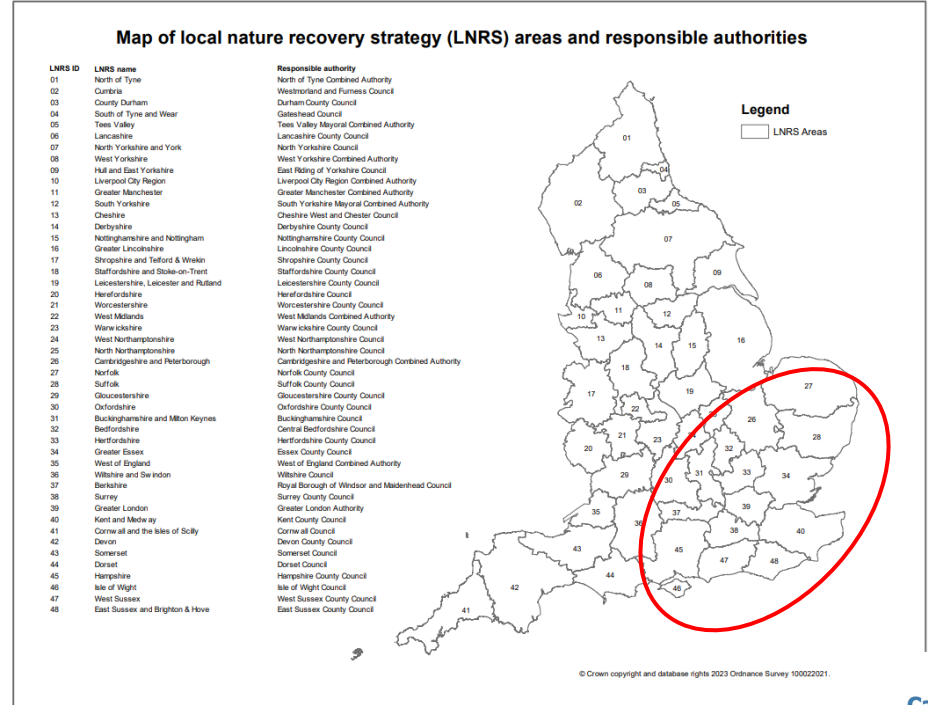 Map of local nature recovery strategy (LNRS) areas and responsible authorities
LNRS ID LNRS name Responsible authority
01 North of Tyne North of Tyne Combined Authority
02 Cumbria Westmorland and Furness Council
03 County Durham Durham County Council
04 South of Tyne and Wear Gateshead Council
05 Tees Valley Tees Valley Mayoral Combined Authority
06 Lancashire Lancashire County Council
07 North Yorkshire and York North Yorkshire Council
08 West Yorkshire West Yorkshire Combined Authority
09 Hull and East Yorkshire East Riding of Yorkshire Council
10 Liverpool City Region Liverpool City Region Combined Authority
11 Greater Manchester Greater Manchester Combined Authority
12 South Yorkshire South Yorkshire Mayoral Combined Authority
13 Cheshire Cheshire West and Chester Council
14 Derbyshire Derbyshire County Council
15 Nottinghamshire and Nottingham Nottinghamshire County Council
16 Greater Lincolnshire Lincolnshire County Council
17 Shropshire and Telford & Wrekin Shropshire County Council
18 Staffordshire and Stoke-on-Trent Staffordshire County Council
19 Leicestershire, Leicester and Rutland Leicestershire County Council
20 Herefordshire Herefordshire Council
21 Worcestershire Worcestershire County Council
22 West Midlands West Midlands Combined Authority
23 Warwickshire Warwickshire County Council
24 West Northamptonshire West Northamptonshire Council
25 North Northamptonshire North Northamptonshire Council
26 Cambridgeshire and Peterborough Cambridgeshire and Peterborough Combined Authority
27 Norfolk Norfolk County Council
28 Suffolk Suffolk County Council
29 Gloucestershire Gloucestershire County Council
30 Oxfordshire Oxfordshire County Council
31 Buckinghamshire and Milton Keynes Buckinghamshire Council
32 Bedfordshire Central Bedfordshire Council
33 Hertfordshire Hertfordshire County Council
34 Greater Essex Essex County Council
35 West of England West of England Combined Authority
36 Wiltshire and Swindon Wiltshire Council
37 Berkshire Royal Borough of Windsor and Maidenhead Council
38 Surrey Surrey County Council
39 Greater London Greater London Authority
40 Kent and Medway Kent County Council
41 Cornwall and the Isles of Scilly Cornwall Council
42 Devon Devon County Council
43 Somerset Somerset Council
44 Dorset Dorset Council
45 Hampshire Hampshire County Council
46 Isle of Wight Isle of Wight Council
47 West Sussex West Sussex County Council
48 East Sussex and Brighton & Hove East Sussex County Council
Legend
LNRS Areas
01
04
03
02
05
07
09
06
08
11
10
12
13
14
15
16
18
19
17
27
22
26
21
23
28
20
32
29
30
31
33
34
35
36
37
39
38
40
43
45
47
48
44
42
46
41
© Crown copyright and database rights 2023 Ordnance Survey 100022021.